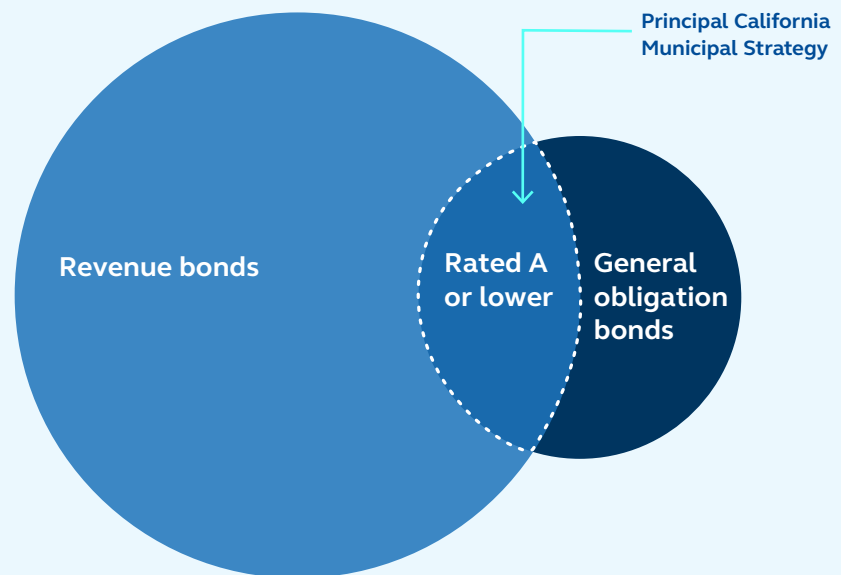 Principal California
Municipal Strategy
Revenue bonds
Rated A
or lower
General
obligation
bonds